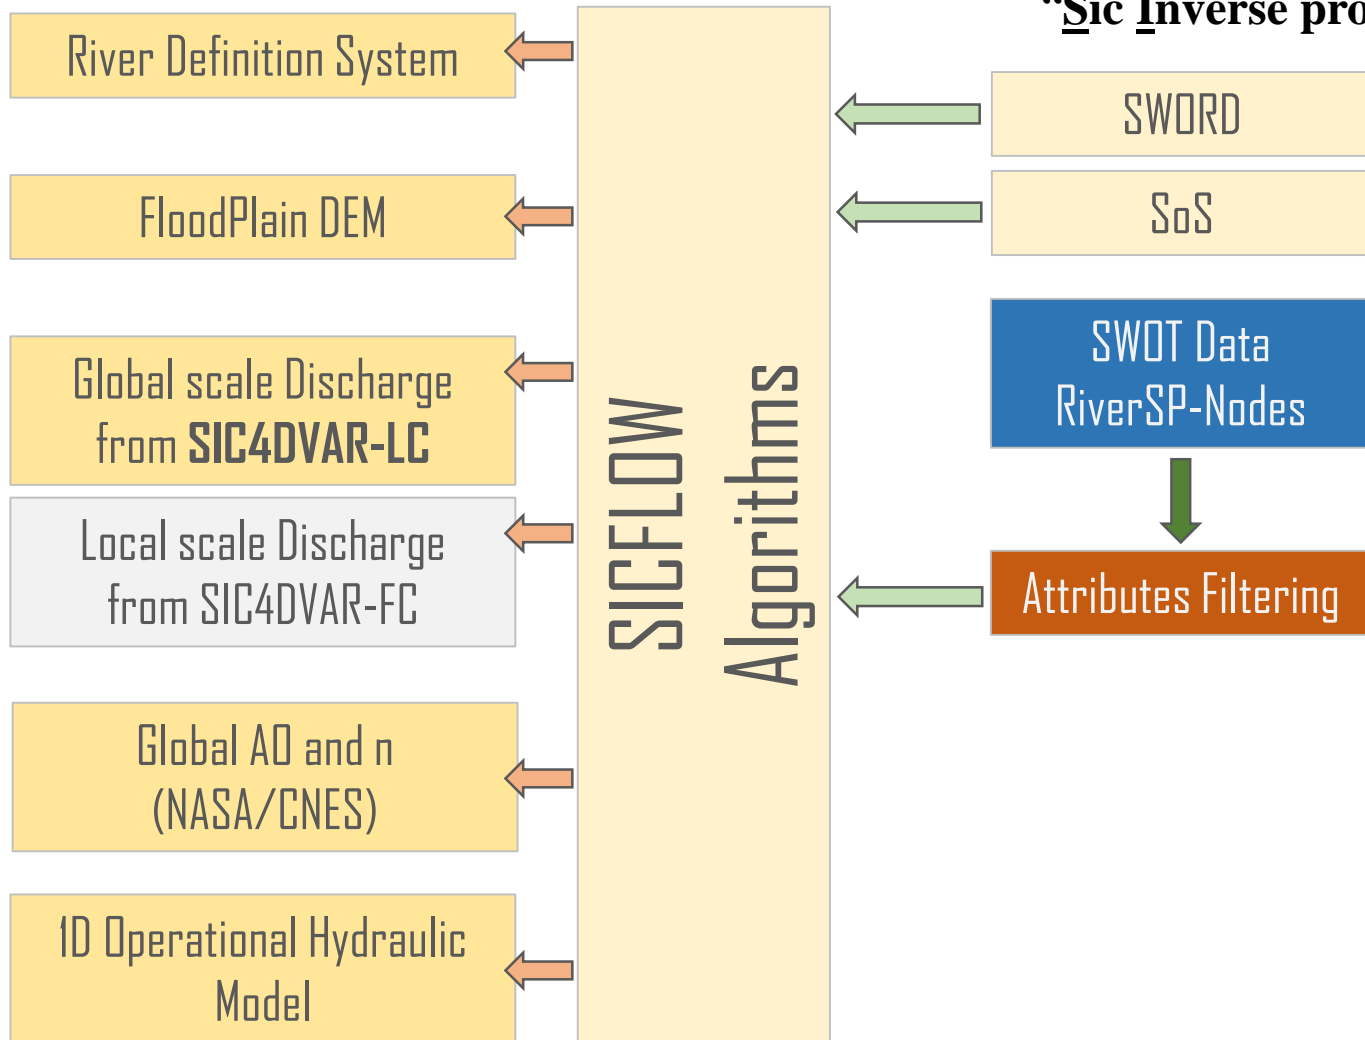 “Sic Inverse pro
River Definition System
SWORD
FloodPlain DEM
SoS
Global scale Discharge
from SIC4DVAR-LC
SWOT Data
RiverSP-Nodes
SICFLOW
Algorithms
Local scale Discharge
from SIC4DVAR-FC
Attributes Filtering
Global A0 and n
(NASA/CNES)
1D Operational Hydraulic
Model